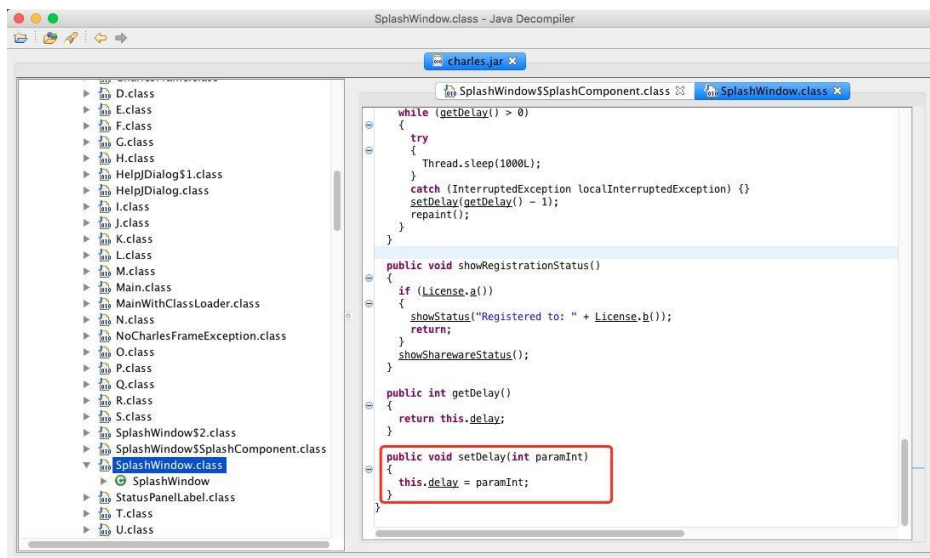 SplashWindow.class - Java Decompiler
charles.jar
D.class
E.class
F.class
G.class
H.class
HelpJDialog$1.class
HelpJDialog.class
I.class
J.class
K.class
L.class
M.class
Main.class
MainWithClassLoader.class
N.class
NoCharlesFrameException.class
O.class
P.class
Q.class
R.class
S.class
SplashWindow$2.class
SplashWindow$SplashComponent.class
SplashWindow.class
SplashWindow
StatusPanelLabel.class
T.class
U.class
SplashWindow$SplashComponent.class
SplashWindow.class
while (getDelay() > 0)
{
try
{
Thread.sleep(1000L);
}
catch (InterruptedException localInterruptedException) {}
setDelay(getDelay() - 1);
repaint();
}
}
public void showRegistrationStatus()
{
if (License.a())
{
showStatus("Registered to: " + License.b());
return;
}
showSharewareStatus();
}
public int getDelay()
{
return this.delay;
}
public void setDelay(int paramInt)
{
this.delay = paramInt;
}
}